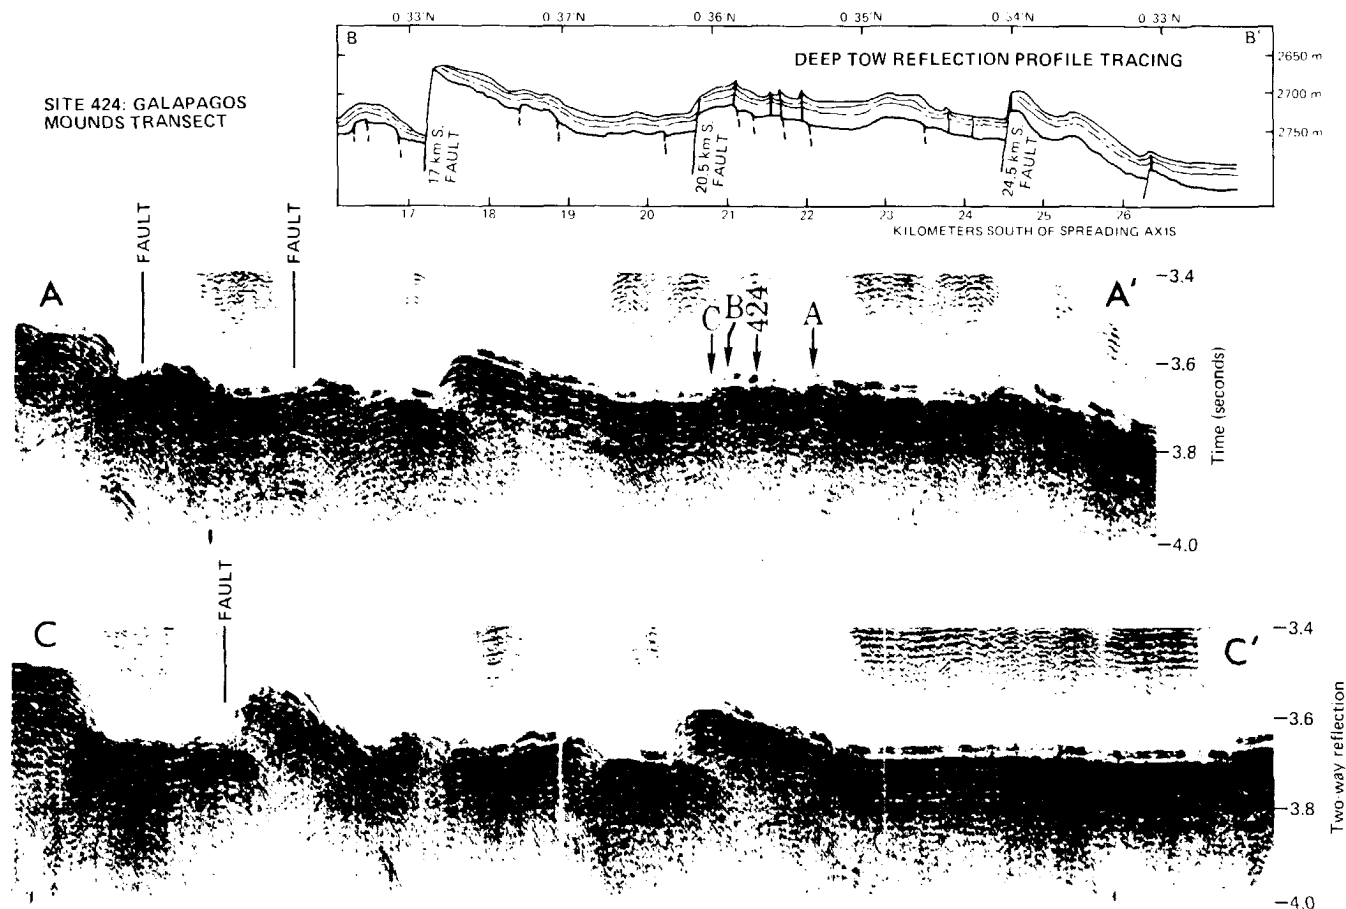 0 33'N 0 37'N 0 36'N 0 35'N 0 34'N 0 33'N
B B'
DEEP TOW REFLECTION PROFILE TRACING
2650 m
2700 m
2750 m
SITE 424: GALAPAGOS
MOUNDS TRANSECT
17 km S.
FAULT
20.5 km S.
FAULT
24.5 km S.
FAULT
17 18 19 20 21 22 23 24 25 26
KILOMETERS SOUTH OF SPREADING AXIS
FAULT
FAULT
A A'
C B 424 A
3.4
3.6
3.8
4.0
Time (seconds)
FAULT
C C'
3.4
3.6
3.8
4.0
Two-way reflection